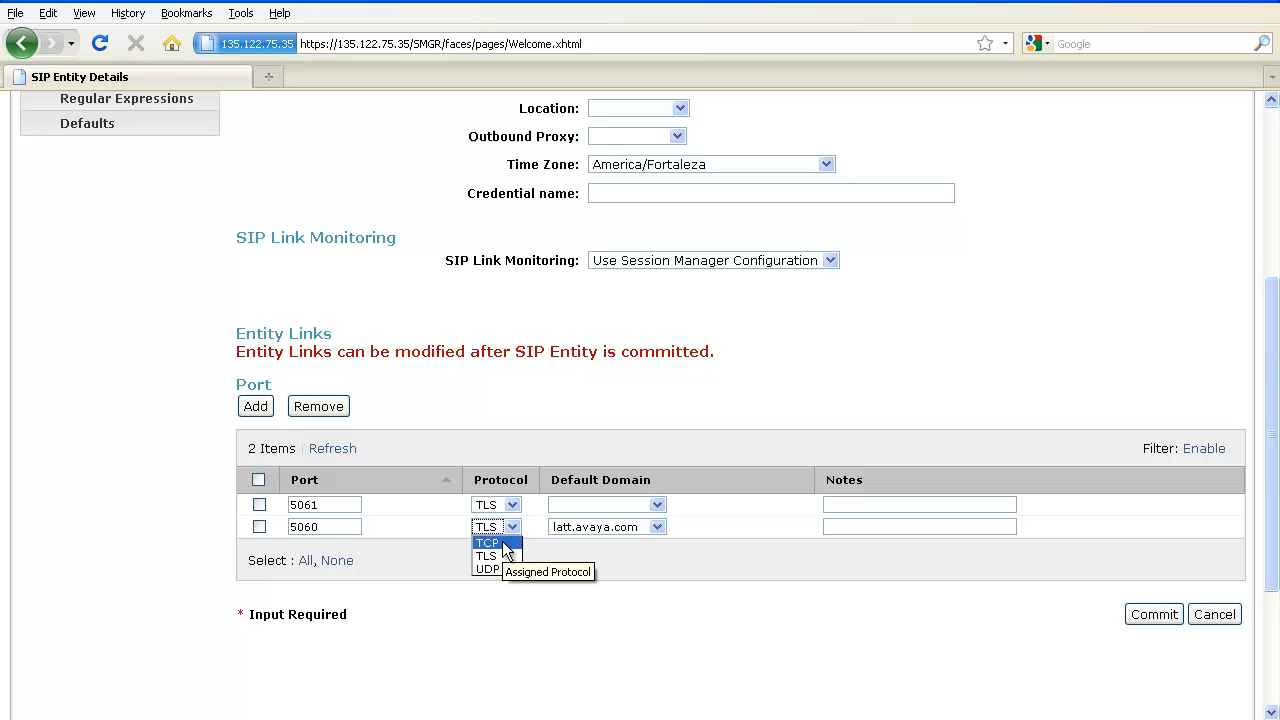 File Edit View History Bookmarks Tools Help
135.122.75.35 https://135.122.75.35/SMGR/faces/pages/Welcome.xhtml Google
SIP Entity Details
Regular Expressions
Defaults
Location:
Outbound Proxy:
Time Zone: America/Fortaleza
Credential name:
SIP Link Monitoring
SIP Link Monitoring: Use Session Manager Configuration
Entity Links
Entity Links can be modified after SIP Entity is committed.
Port
Add Remove
2 Items Refresh Filter: Enable
Port Protocol Default Domain Notes
5061 TLS
5060 TLS latt.avaya.com
TCP
TLS
UDP
Assigned Protocol
Select : All, None
* Input Required Commit Cancel